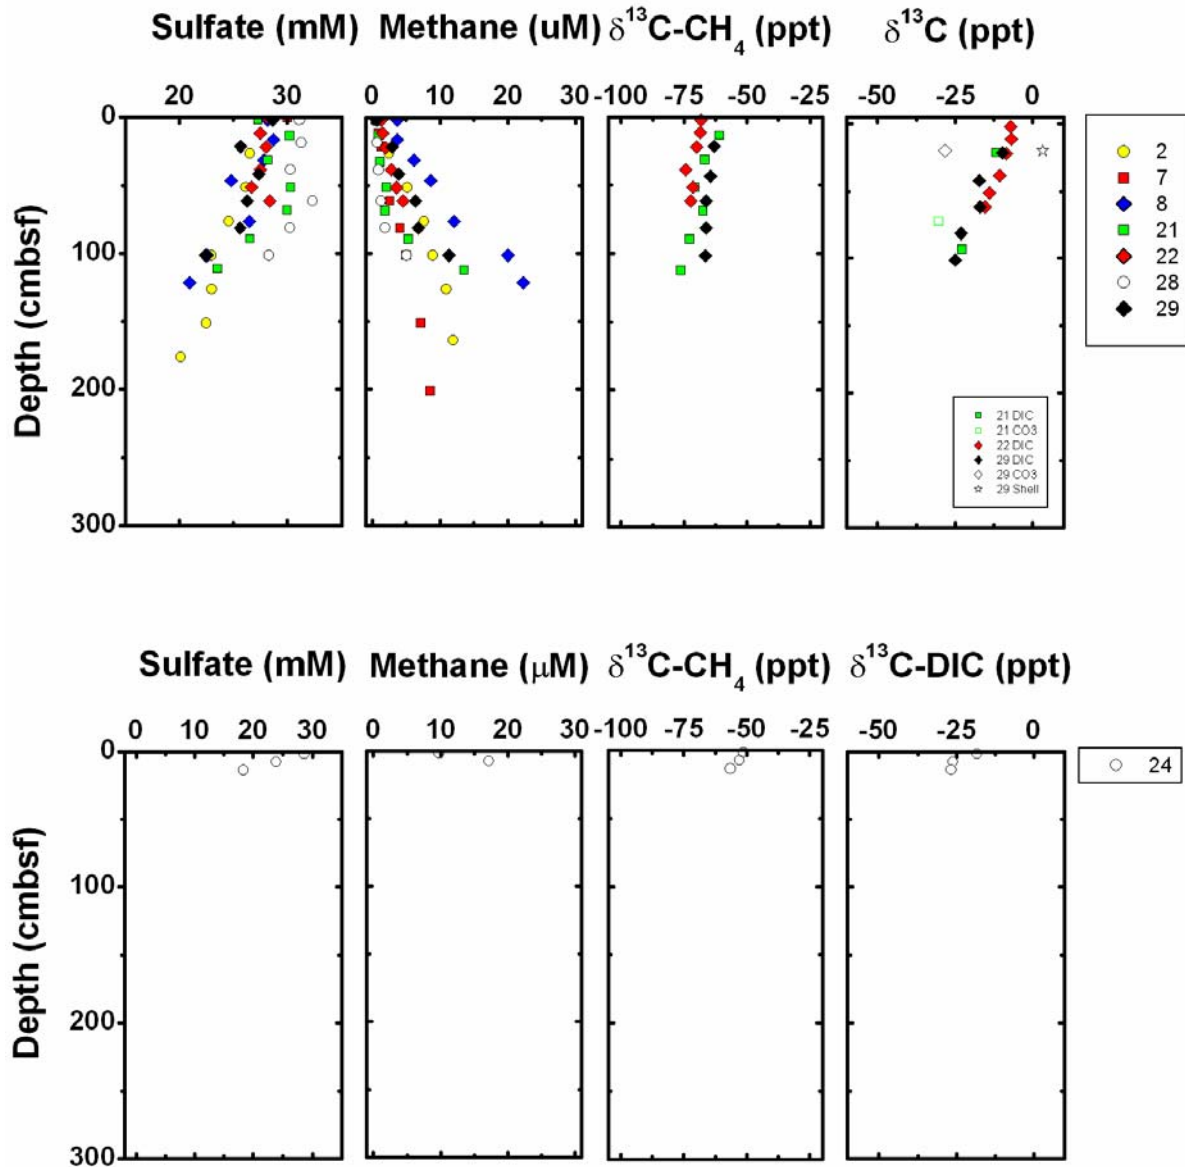 Sulfate (mM) Methane (uM) δ¹³C-CH₄ (ppt) δ¹³C (ppt)
20 30 0 10 20 30 -100 -75 -50 -25 -50 -25 0
0
100
200
300
Depth (cmbsf)
2
7
8
21
22
28
29
21 DIC
21 CO3
22 DIC
29 DIC
29 CO3
29 Shell
Sulfate (mM) Methane (μM) δ¹³C-CH₄ (ppt) δ¹³C-DIC (ppt)
0 10 20 30 0 10 20 30 -100 -75 -50 -25 -50 -25 0
0
100
200
300
Depth (cmbsf)
24